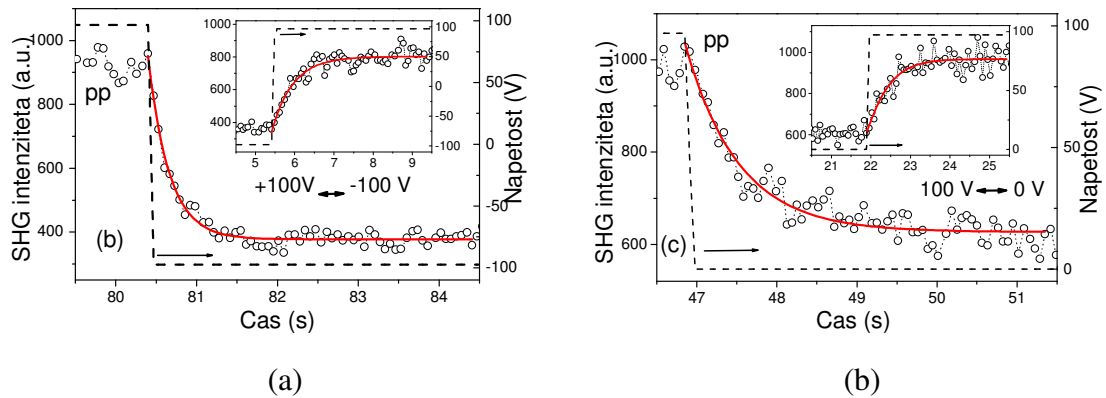 SHG intenziteta (a.u.)
1000
800
600
400
pp
(b)
1000
800
600
400
5 6 7 8 9
100
50
0
-50
-100
+100V -100 V
100
50
0
-50
-100
Napetost (V)
80 81 82 83 84
Cas (s)
(a)
SHG intenziteta (a.u.)
1000
800
600
pp
(c)
1000
800
600
21 22 23 24 25
100
50
0
100 V 0 V
100
50
0
Napetost (V)
47 48 49 50 51
Cas (s)
(b)